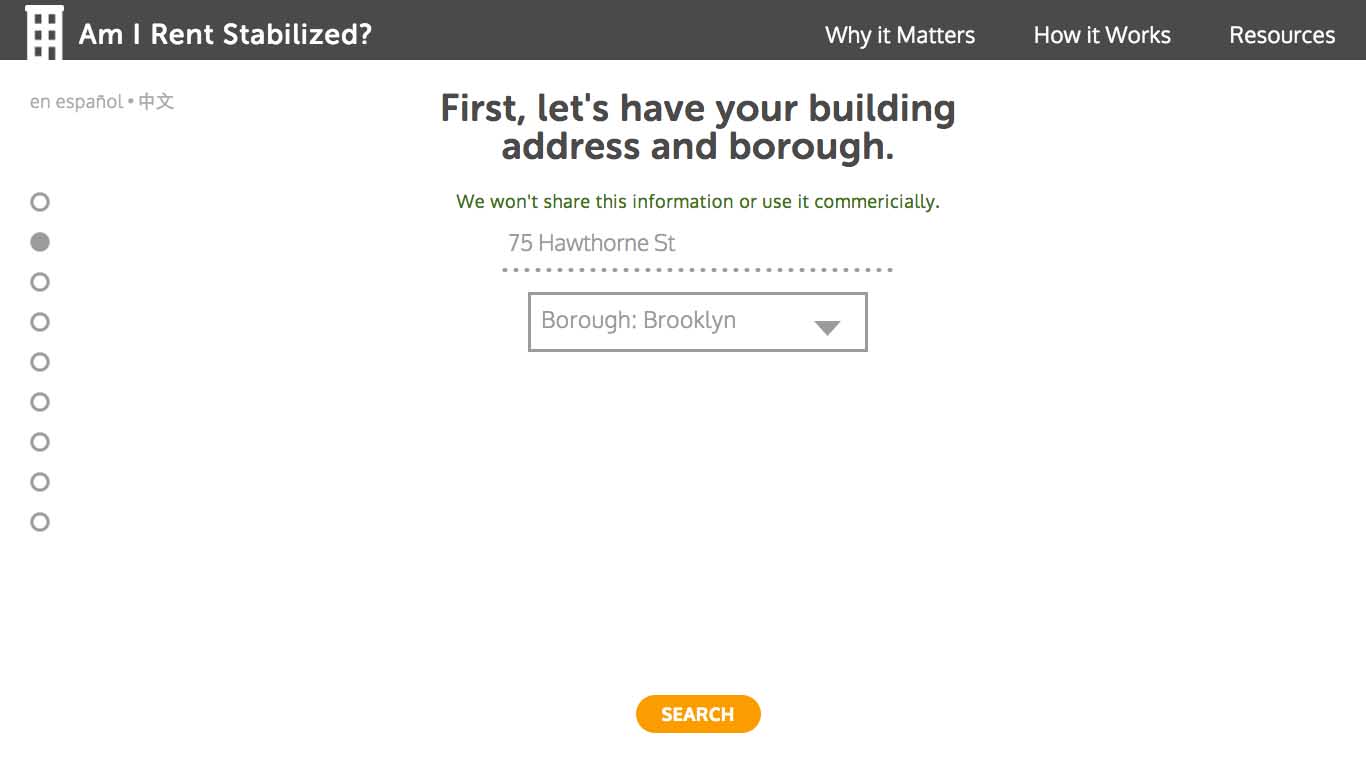 Am I Rent Stabilized?
Why it Matters
How it Works
Resources
en español • 中文
First, let's have your building
address and borough.
We won't share this information or use it commericially.
75 Hawthorne St
Borough: Brooklyn
SEARCH